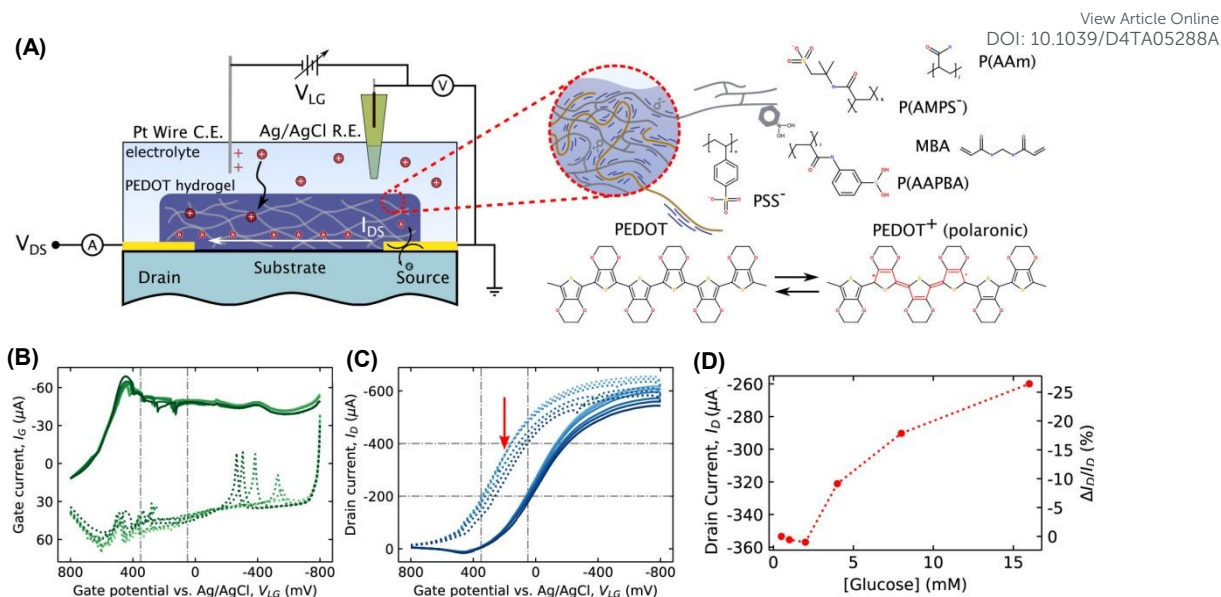 View Article Online
DOI: 10.1039/D4TA05288A
(A)
V_LG
V
Pt Wire C.E.
Ag/AgCl R.E.
electrolyte
PEDOT hydrogel
I_DS
V_DS
A
Drain
Substrate
Source
P(AAm)
P(AMPS⁻)
MBA
P(AAPBA)
PSS⁻
PEDOT
PEDOT⁺ (polaronic)
(B)
Gate current, I_G (μA)
-60
-30
0
30
60
800 400 0 -400 -800
Gate potential vs. Ag/AgCl, V_LG (mV)
(C)
Drain current, I_D (μA)
-600
-400
-200
0
800 400 0 -400 -800
Gate potential vs. Ag/AgCl, V_LG (mV)
(D)
Drain Current, I_D (μA)
-260
-280
-300
-320
-340
-360
0 5 10 15
[Glucose] (mM)
-25
-20
-15
-10
-5
0
ΔI_D/I_D (%)